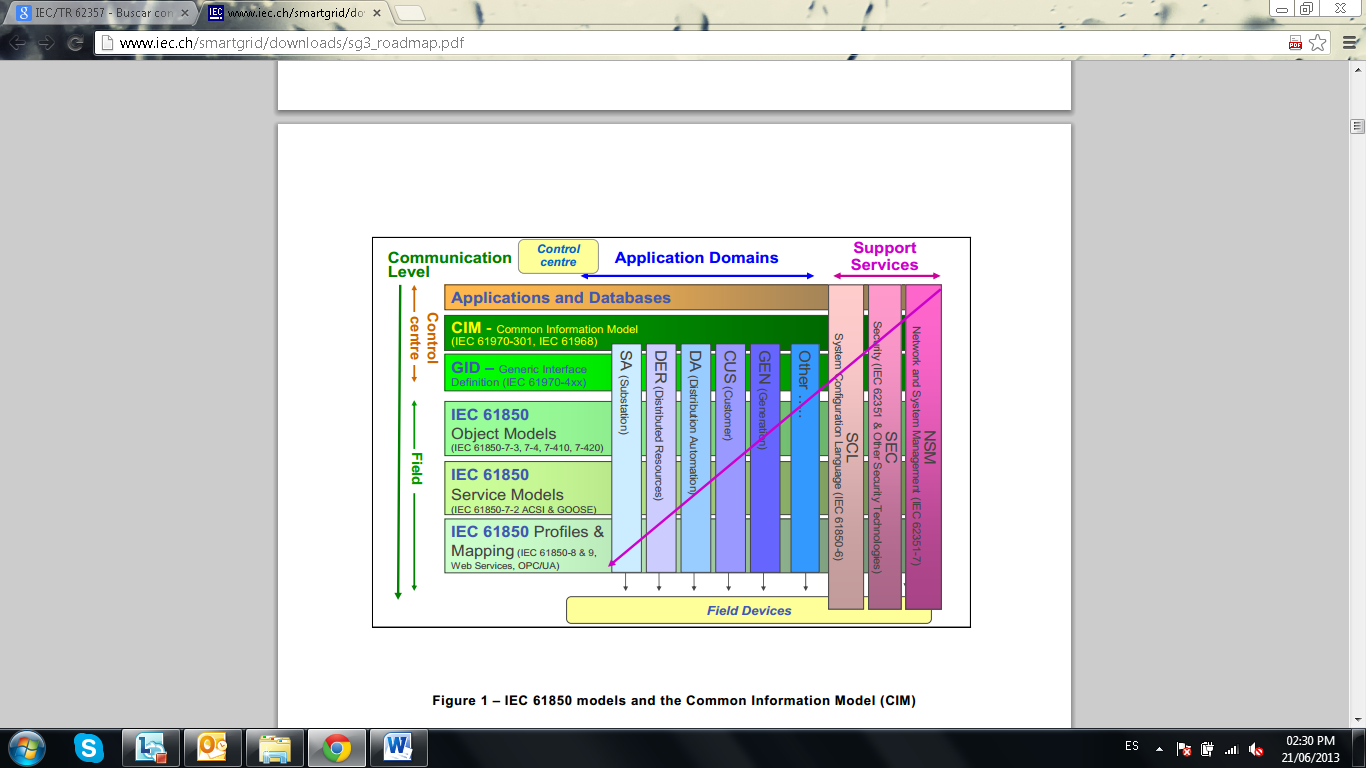 IEC/TR 62357 - Buscar con
IEC www.iec.ch/smartgrid/do
www.iec.ch/smartgrid/downloads/sg3_roadmap.pdf
Communication
Level
Control
centre
Application Domains
Support
Services
Control
centre
Field
Applications and Databases
CIM - Common Information Model
(IEC 61970-301, IEC 61968)
GID – Generic Interface
Definition (IEC 61970-4xx)
IEC 61850
Object Models
(IEC 61850-7-3, 7-4, 7-410, 7-420)
IEC 61850
Service Models
(IEC 61850-7-2 ACSI & GOOSE)
IEC 61850 Profiles &
Mapping (IEC 61850-8 & 9,
Web Services, OPC/UA)
SA (Substation)
DER (Distributed Resources)
DA (Distribution Automation)
CUS (Customer)
GEN (Generation)
Other .....
SCL
System Configuration Language (IEC 61850-6)
SEC
Security (IEC 62351 & Other Security Technologies)
NSM
Network and System Management (IEC 62351-7)
Field Devices
Figure 1 – IEC 61850 models and the Common Information Model (CIM)
ES
02:30 PM
21/06/2013